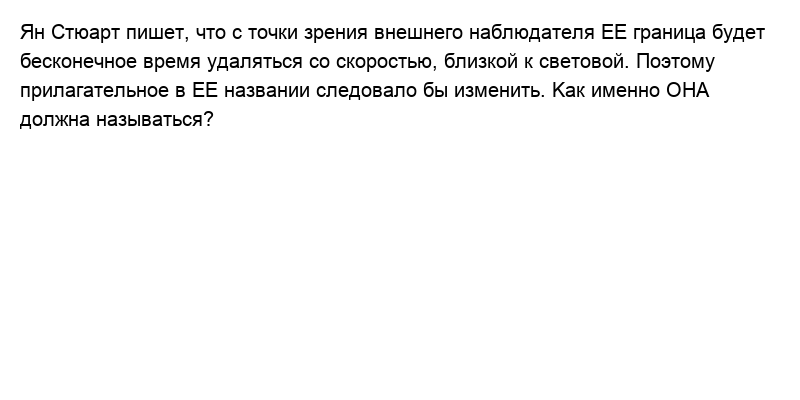 Ян Стюарт пишет, что с точки зрения внешнего наблюдателя ЕЕ граница будет
бесконечное время удаляться со скоростью, близкой к световой. Поэтому
прилагательное в ЕЕ названии следовало бы изменить. Как именно ОНА
должна называться?